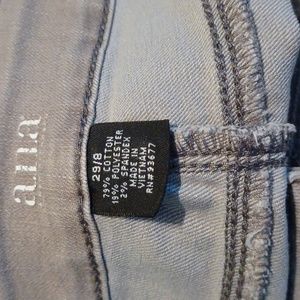 a.n.a
29/8
79% COTTON
19% POLYESTER
2% SPANDEX
MADE IN
VIETNAM
RN#93677